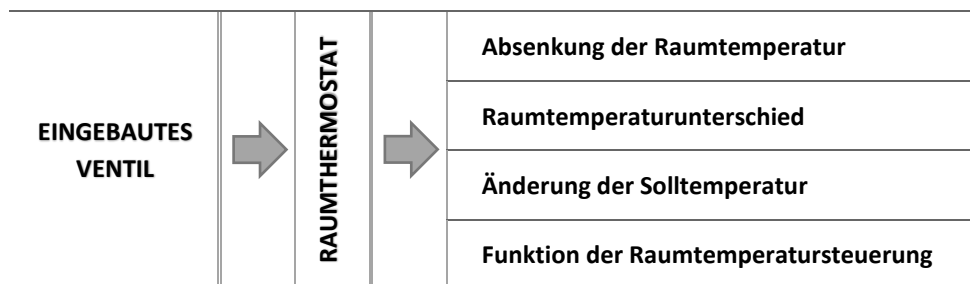 EINGEBAUTES
VENTIL
RAUMTHERMOSTAT
Absenkung der Raumtemperatur
Raumtemperaturunterschied
Änderung der Solltemperatur
Funktion der Raumtemperatursteuerung